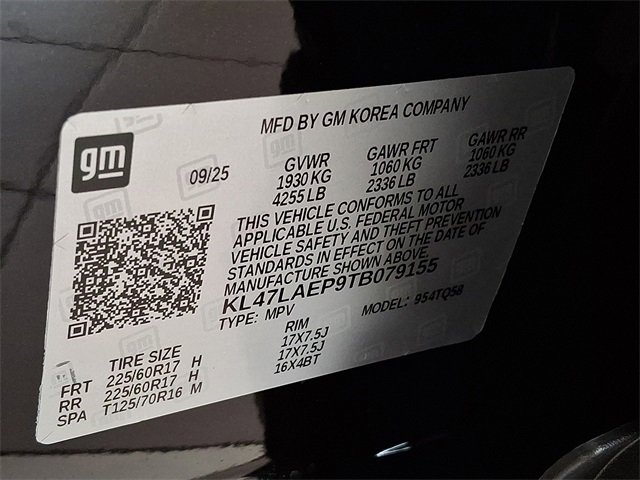 MFD BY GM KOREA COMPANY
gm
09/25
GVWR GAWR FRT GAWR RR
1930 KG 1060 KG 1060 KG
4255 LB 2336 LB 2336 LB
THIS VEHICLE CONFORMS TO ALL
APPLICABLE U.S. FEDERAL MOTOR
VEHICLE SAFETY AND THEFT PREVENTION
STANDARDS IN EFFECT ON THE DATE OF
MANUFACTURE SHOWN ABOVE.
KL47LAEP9TB079155
TYPE: MPV MODEL: 954TQ58
TIRE SIZE RIM
FRT 225/60R17 H 17X7.5J
RR 225/60R17 H 17X7.5J
SPA T125/70R16 M 16X4BT